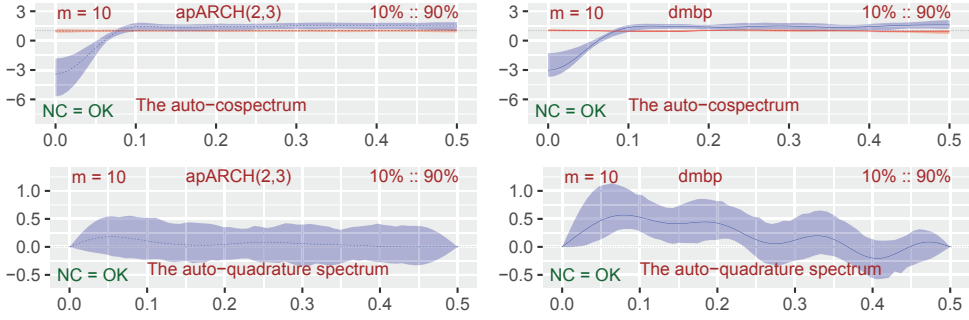 m = 10 apARCH(2,3) 10% :: 90%
3
0
−3
−6
NC = OK The auto−cospectrum
0.0 0.1 0.2 0.3 0.4 0.5
m = 10 dmbp 10% :: 90%
3
0
−3
−6
NC = OK The auto−cospectrum
0.0 0.1 0.2 0.3 0.4 0.5
m = 10 apARCH(2,3) 10% :: 90%
1.0
0.5
0.0
−0.5
NC = OK The auto−quadrature spectrum
0.0 0.1 0.2 0.3 0.4 0.5
m = 10 dmbp 10% :: 90%
1.0
0.5
0.0
−0.5
NC = OK The auto−quadrature spectrum
0.0 0.1 0.2 0.3 0.4 0.5